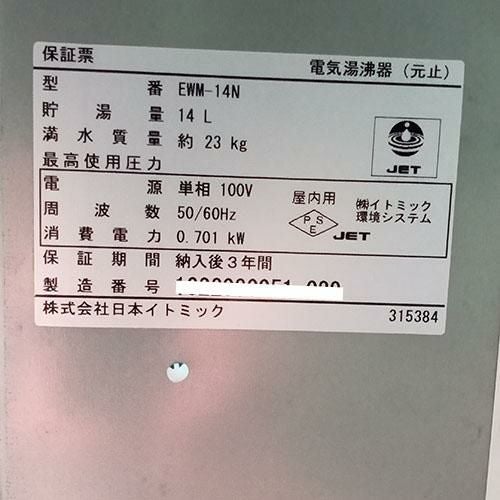 保証票
電気湯沸器 (元止)
型番 EWM-14N
貯湯量 14 L
満水質量 約 23 kg
最高使用圧力
JET
電源 単相 100V
周波数 50/60Hz
消費電力 0.701 kW
屋内用
PSE
JET
㈱イトミック
環境システム
保証期間 納入後3年間
製造番号
株式会社日本イトミック
315384